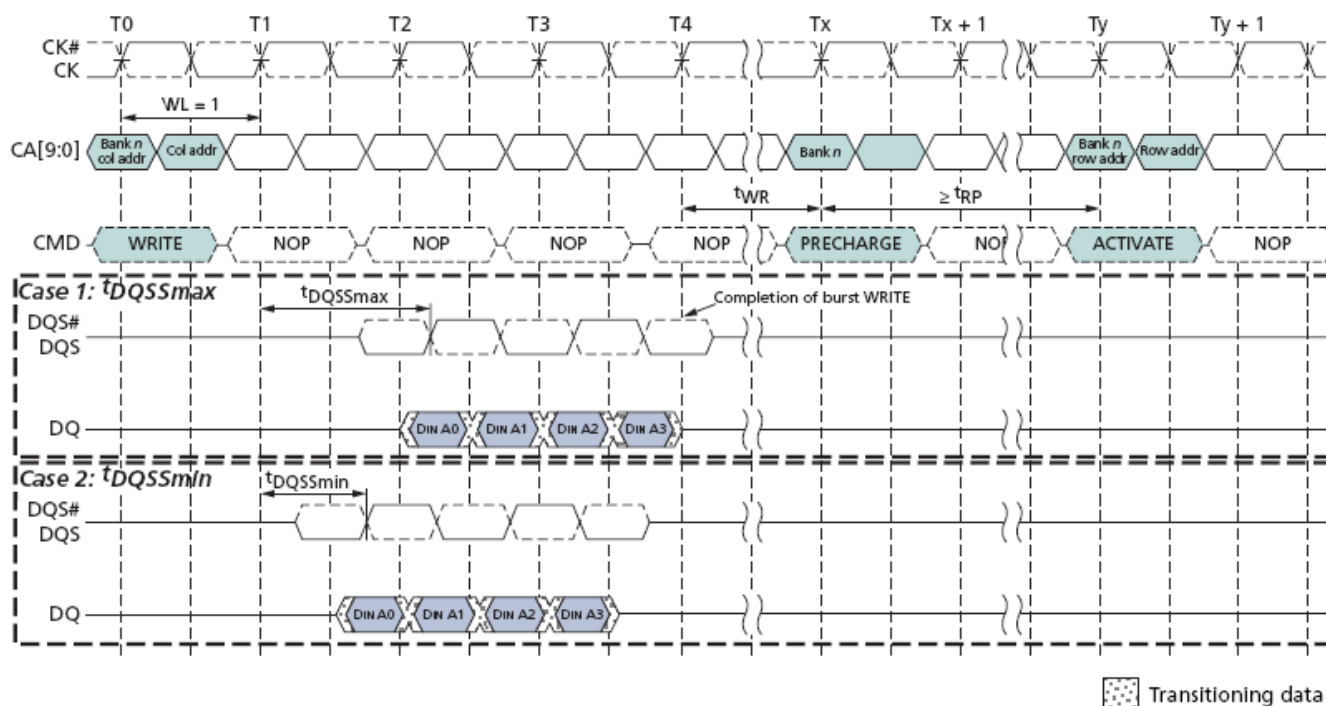 T0 T1 T2 T3 T4 Tx Tx + 1 Ty Ty + 1
CK#
CK
WL = 1
CA[9:0] Bank n col addr Col addr Bank n Bank n row addr Row addr
tWR ≥ tRP
CMD WRITE NOP NOP NOP NOP PRECHARGE NOP ACTIVATE NOP
Case 1: tDQSSmax
tDQSSmax Completion of burst WRITE
DQS#
DQS
DQ DIN A0 DIN A1 DIN A2 DIN A3
Case 2: tDQSSmin
tDQSSmin
DQS#
DQS
DQ DIN A0 DIN A1 DIN A2 DIN A3
Transitioning data